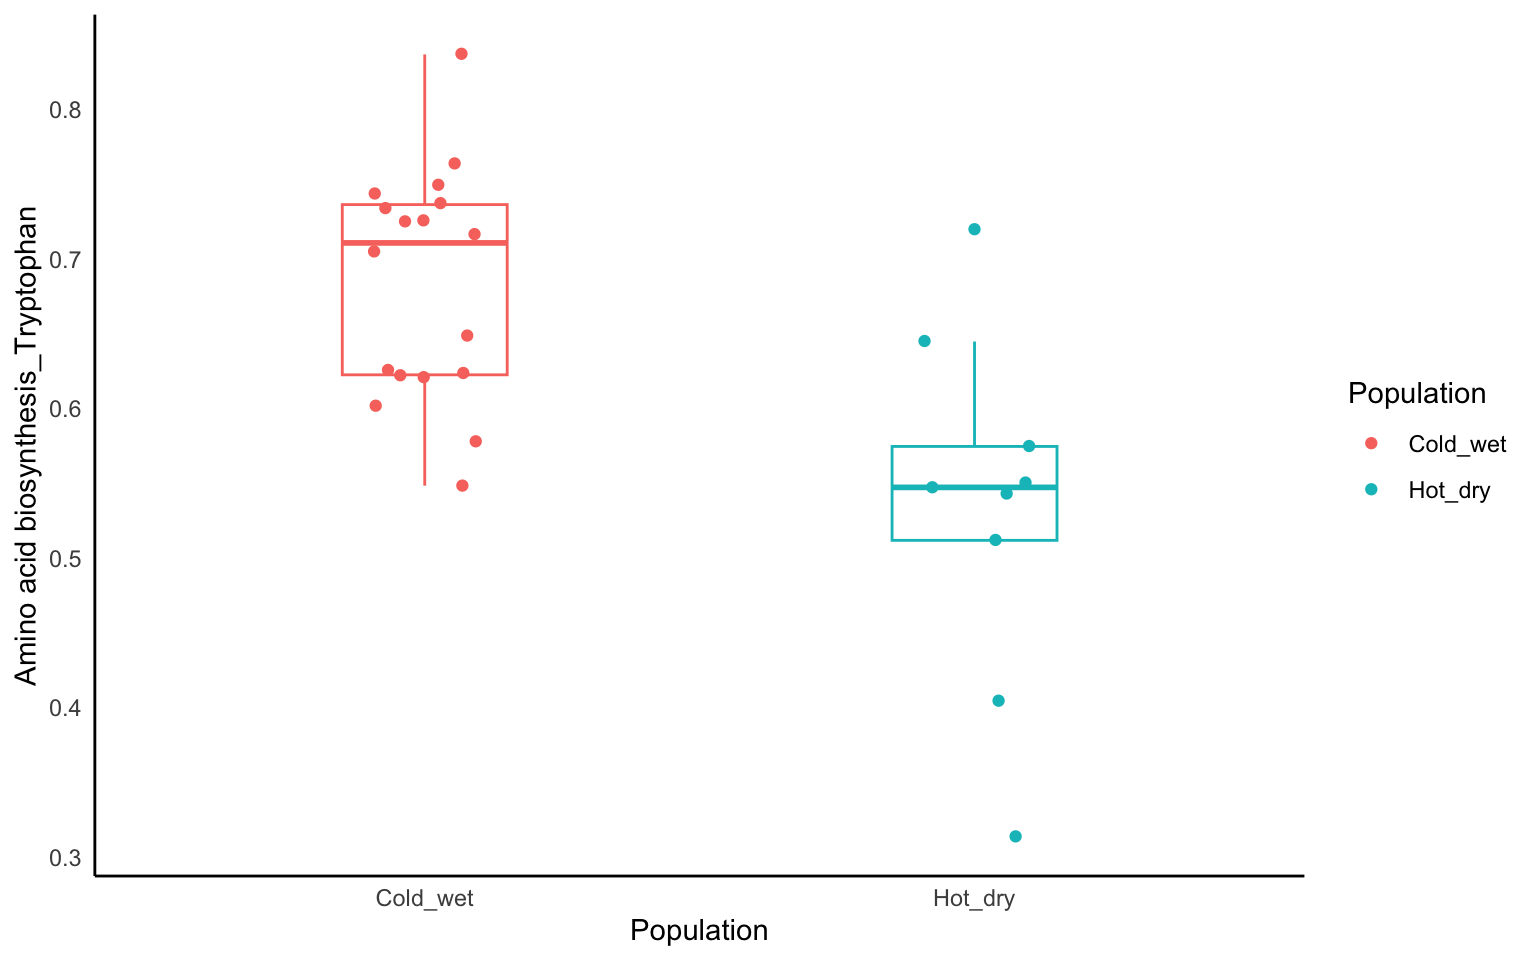 Amino acid biosynthesis_Tryptophan
0.8
0.7
0.6
0.5
0.4
0.3
Cold_wet
Hot_dry
Population
Population
Cold_wet
Hot_dry